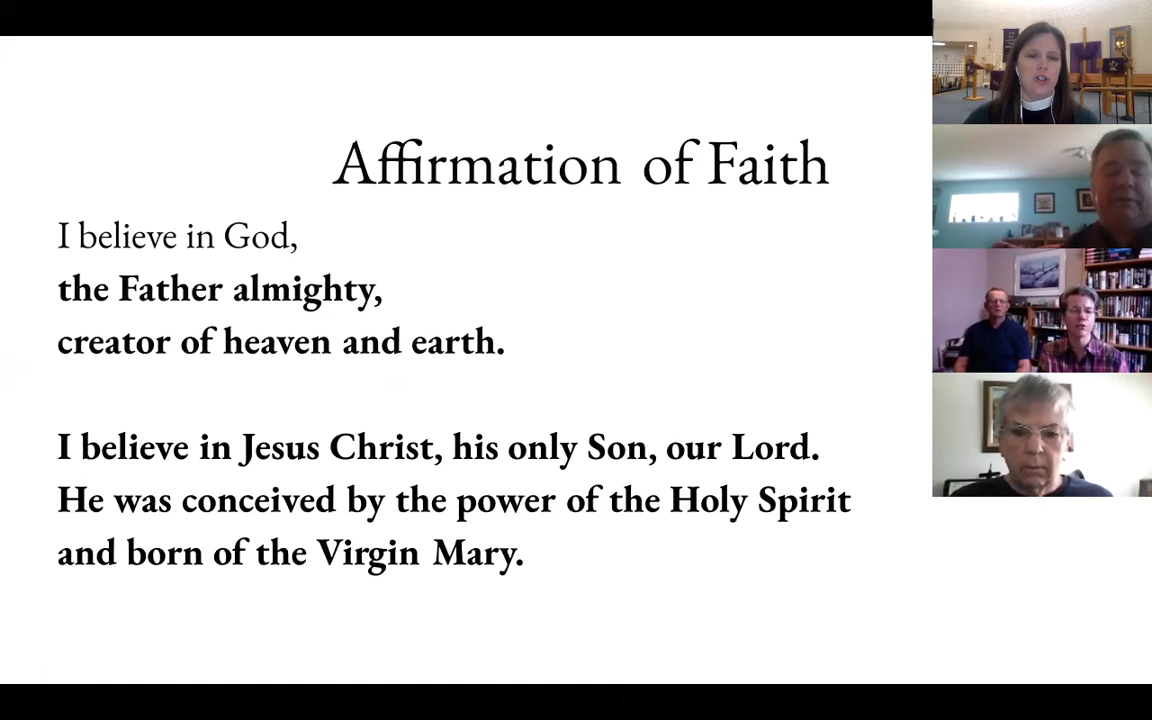 Affirmation of Faith
I believe in God,
the Father almighty,
creator of heaven and earth.
I believe in Jesus Christ, his only Son, our Lord.
He was conceived by the power of the Holy Spirit
and born of the Virgin Mary.